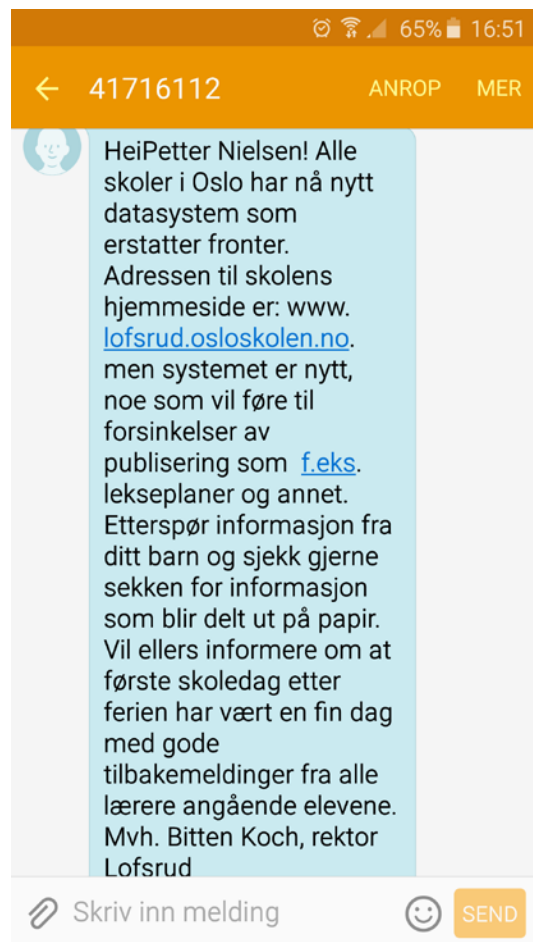 65% 16:51
41716112 ANROP MER
HeiPetter Nielsen! Alle
skoler i Oslo har nå nytt
datasystem som
erstatter fronter.
Adressen til skolens
hjemmeside er: www.
lofsrud.osloskolen.no.
men systemet er nytt,
noe som vil føre til
forsinkelser av
publisering som  f.eks.
lekseplaner og annet.
Etterspør informasjon fra
ditt barn og sjekk gjerne
sekken for informasjon
som blir delt ut på papir.
Vil ellers informere om at
første skoledag etter
ferien har vært en fin dag
med gode
tilbakemeldinger fra alle
lærere angående elevene.
Mvh. Bitten Koch, rektor
Lofsrud
Skriv inn melding SEND